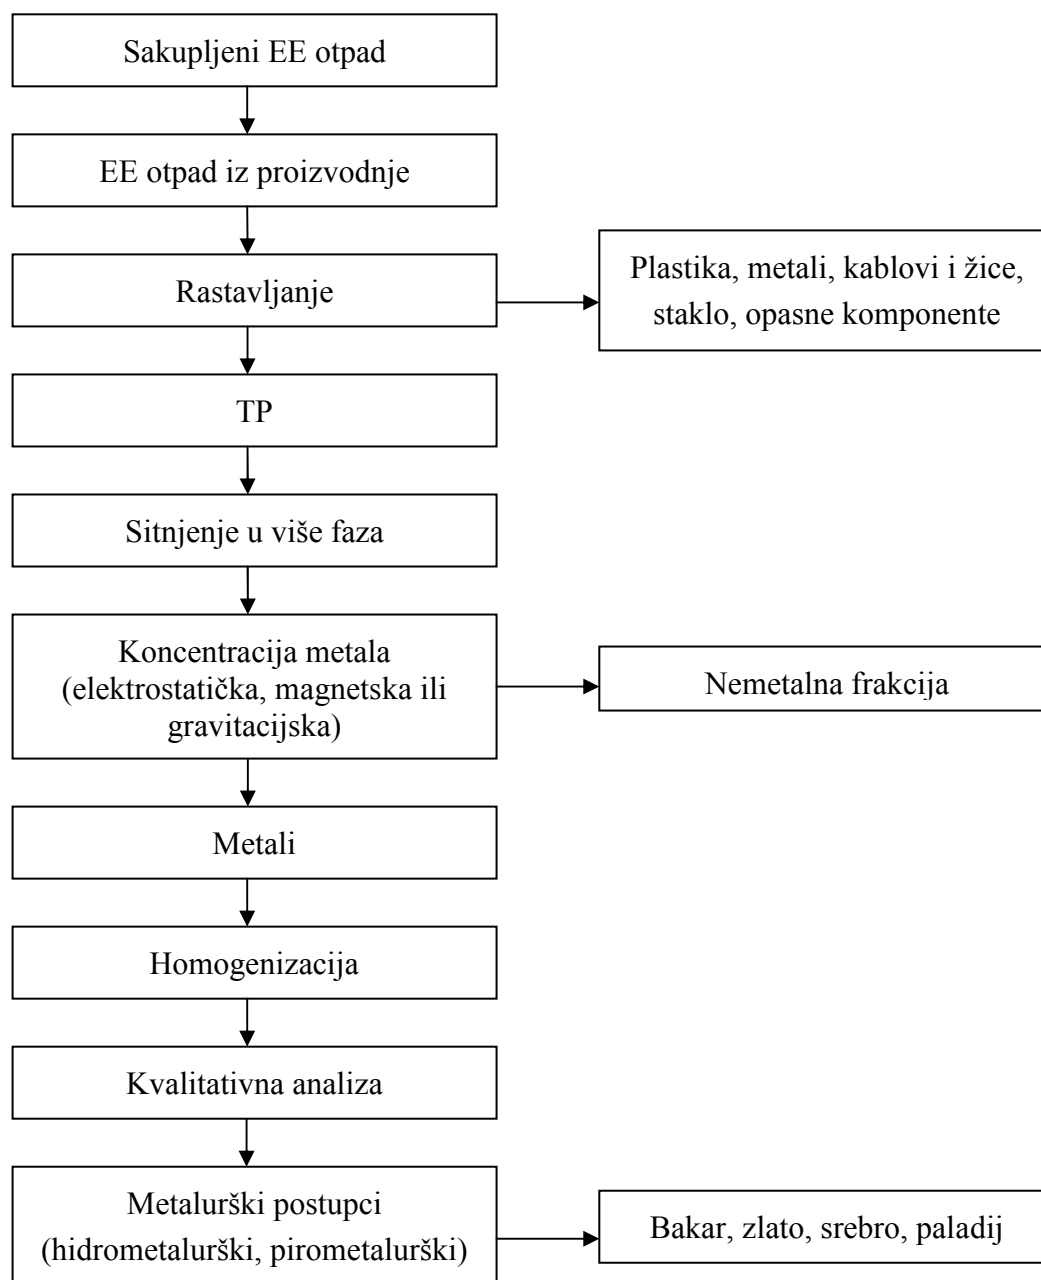 Sakupljeni EE otpad
EE otpad iz proizvodnje
Rastavljanje
Plastika, metali, kablovi i žice,
staklo, opasne komponente
TP
Sitnjenje u više faza
Koncentracija metala
(elektrostatička, magnetska ili
gravitacijska)
Nemetalna frakcija
Metali
Homogenizacija
Kvalitativna analiza
Metalurški postupci
(hidrometalurški, pirometalurški)
Bakar, zlato, srebro, paladij